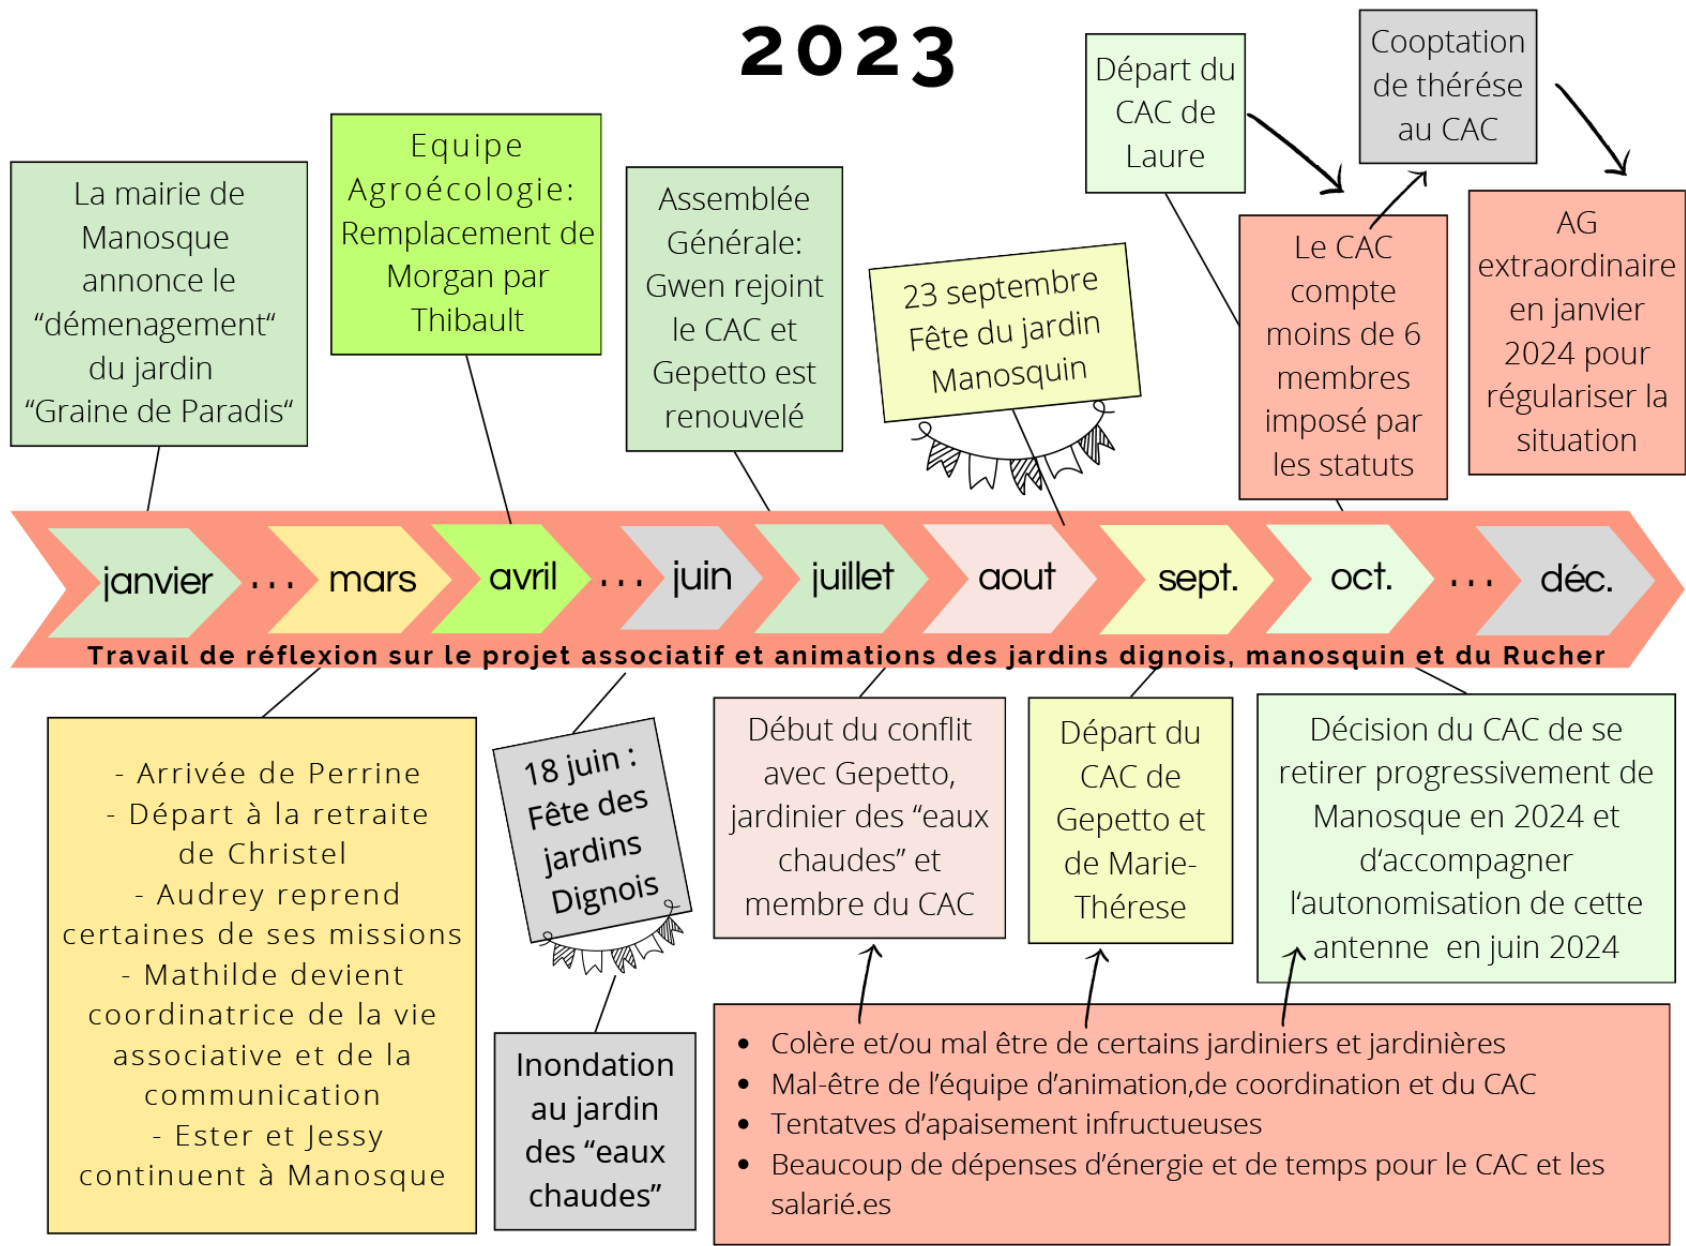 2023
La mairie de
Manosque
annonce le
“démenagement“
du jardin
“Graine de Paradis“
Equipe
Agroécologie:
Remplacement de
Morgan par
Thibault
Assemblée
Générale:
Gwen rejoint
le CAC et
Gepetto est
renouvelé
23 septembre
Fête du jardin
Manosquin
Départ du
CAC de
Laure
Le CAC
compte
moins de 6
membres
imposé par
les statuts
Cooptation
de thérése
au CAC
AG
extraordinaire
en janvier
2024 pour
régulariser la
situation
janvier ... mars avril ... juin juillet aout sept. oct. ... déc.
Travail de réflexion sur le projet associatif et animations des jardins dignois, manosquin et du Rucher
- Arrivée de Perrine
- Départ à la retraite
de Christel
- Audrey reprend
certaines de ses missions
- Mathilde devient
coordinatrice de la vie
associative et de la
communication
- Ester et Jessy
continuent à Manosque
18 juin :
Fête des
jardins
Dignois
Inondation
au jardin
des “eaux
chaudes”
Début du conflit
avec Gepetto,
jardinier des “eaux
chaudes” et
membre du CAC
Départ du
CAC de
Gepetto et
de Marie-
Thérese
Décision du CAC de se
retirer progressivement de
Manosque en 2024 et
d‘accompagner
l‘autonomisation de cette
antenne en juin 2024
• Colère et/ou mal être de certains jardiniers et jardinières
• Mal-être de l’équipe d’animation,de coordination et du CAC
• Tentatves d’apaisement infructueuses
• Beaucoup de dépenses d’énergie et de temps pour le CAC et les
salarié.es